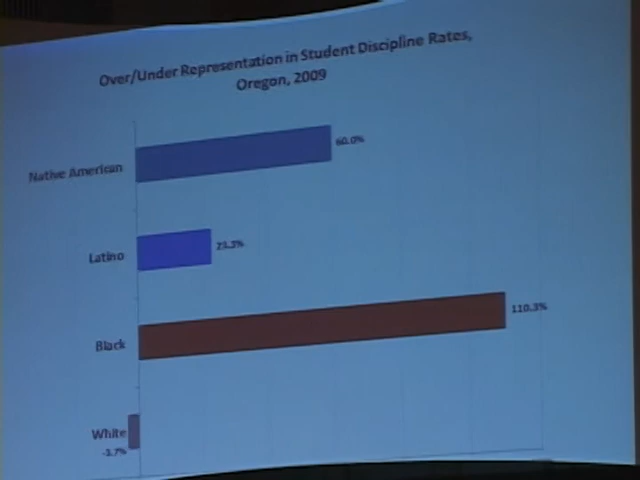 Over/Under Representation in Student Discipline Rates,
Oregon, 2009
Native American
60.0%
Latino
23.3%
Black
110.3%
White
-3.7%